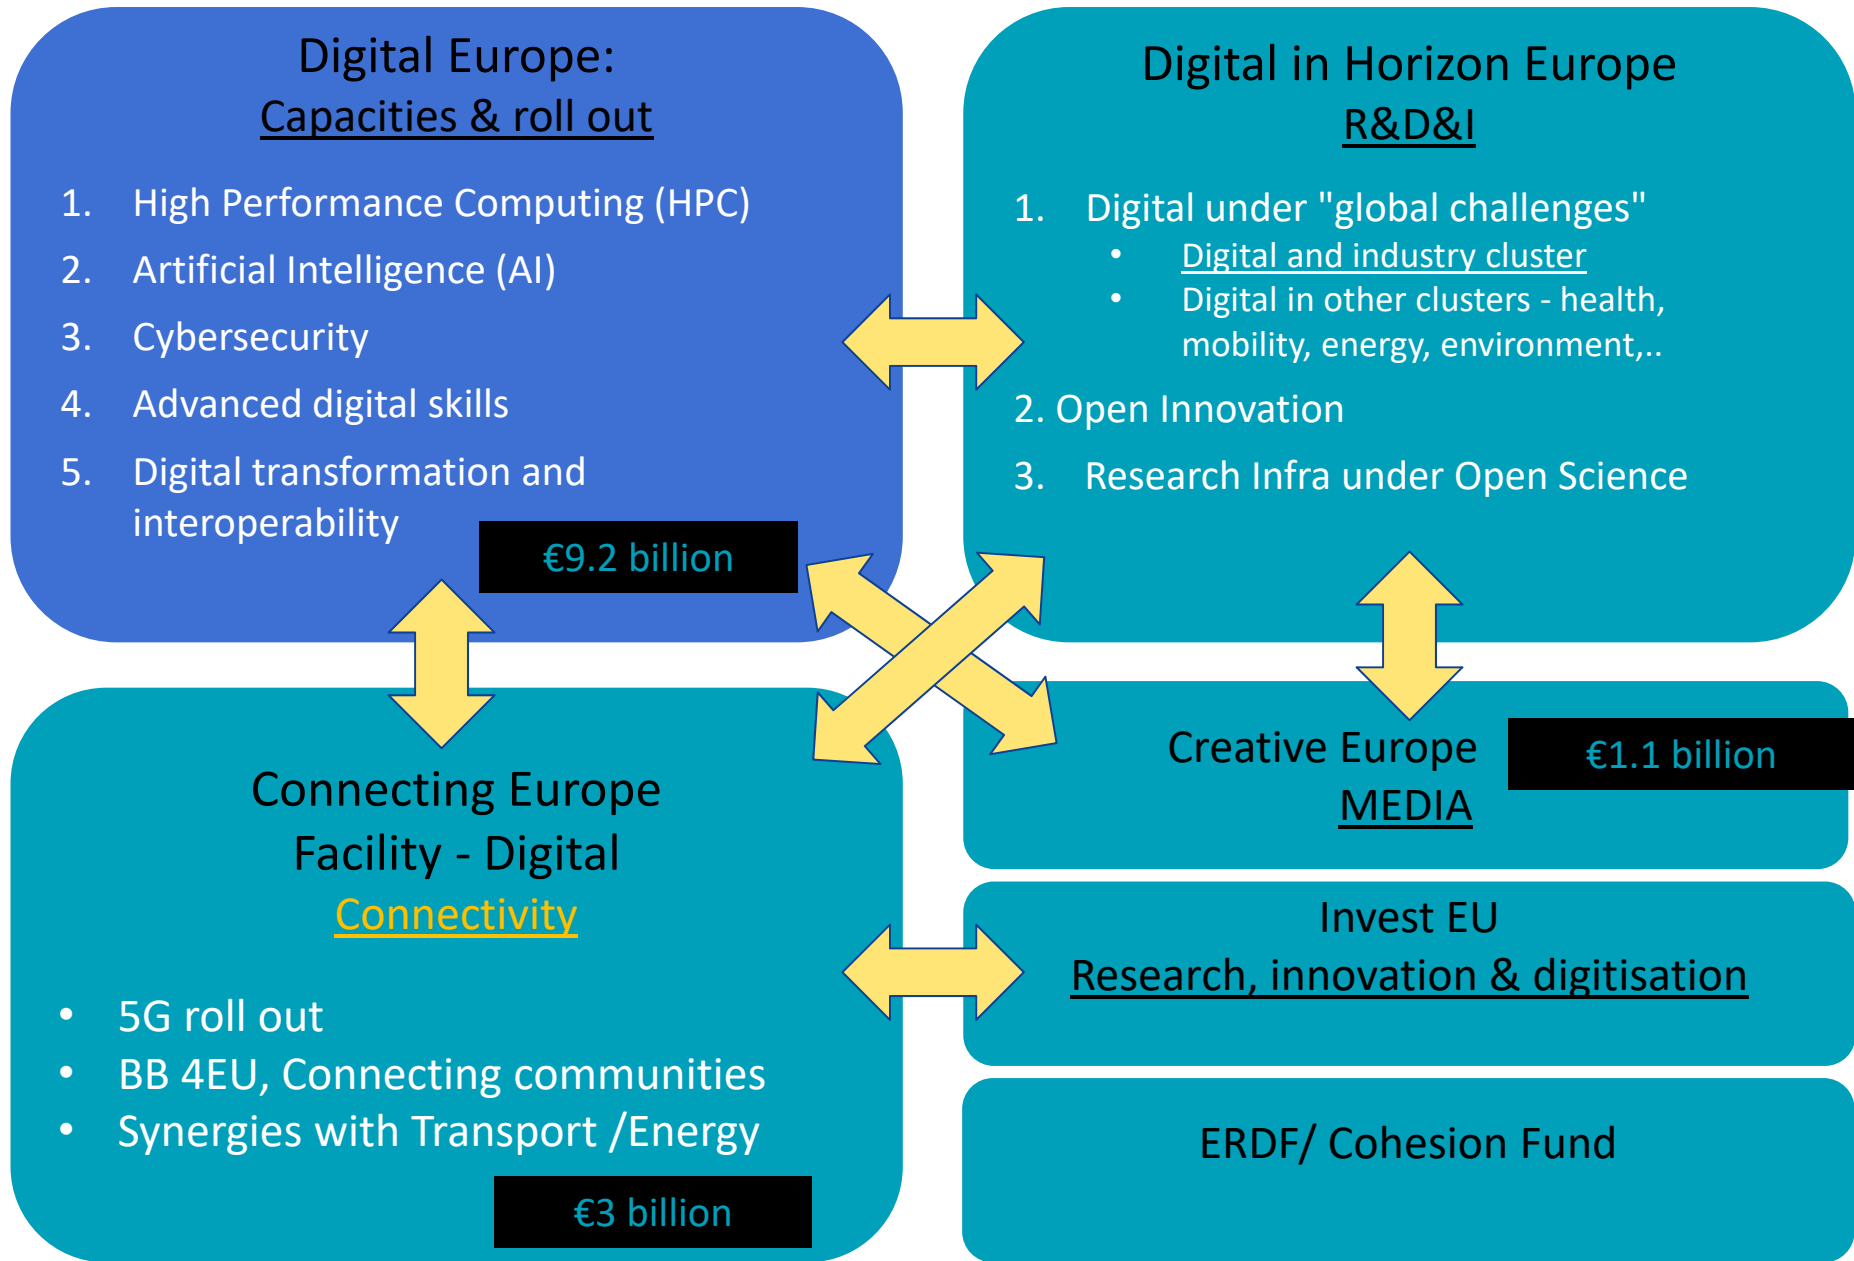 Digital Europe:
Capacities & roll out
1. High Performance Computing (HPC)
2. Artificial Intelligence (AI)
3. Cybersecurity
4. Advanced digital skills
5. Digital transformation and
interoperability
€9.2 billion
Digital in Horizon Europe
R&D&I
1. Digital under "global challenges"
• Digital and industry cluster
• Digital in other clusters - health,
mobility, energy, environment,..
2. Open Innovation
3. Research Infra under Open Science
Connecting Europe
Facility - Digital
Connectivity
• 5G roll out
• BB 4EU, Connecting communities
• Synergies with Transport /Energy
€3 billion
Creative Europe
MEDIA
€1.1 billion
Invest EU
Research, innovation & digitisation
ERDF/ Cohesion Fund